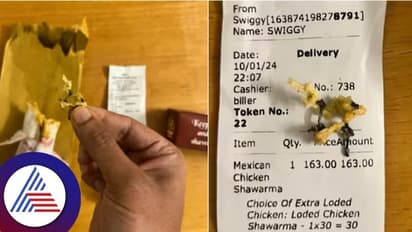 From
Swiggy[163874198278791]
Name: SWIGGY
Date: Delivery
10/01/24
22:07
Cashier: No.: 738
biller
Token No.:
22
Item Qty. Amount
Mexican 1 163.00 163.00
Chicken
Shawarma
Choice Of Extra Loded
Chicken: Loded Chicken
Shawarma - 1x30 = 30